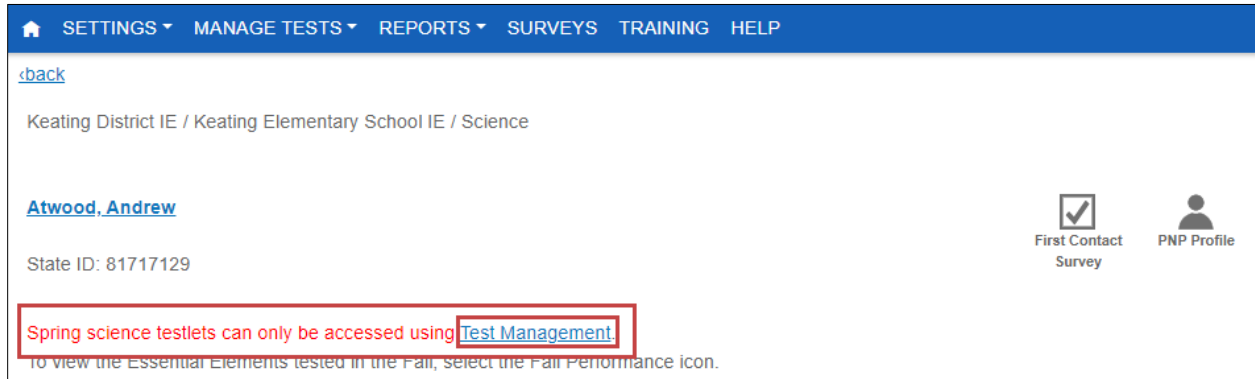 SETTINGS MANAGE TESTS REPORTS SURVEYS TRAINING HELP
‹back
Keating District IE / Keating Elementary School IE / Science
Atwood, Andrew
First Contact Survey
PNP Profile
State ID: 81717129
Spring science testlets can only be accessed using Test Management.
To view the Essential Elements tested in the Fall, select the Fall Performance icon.